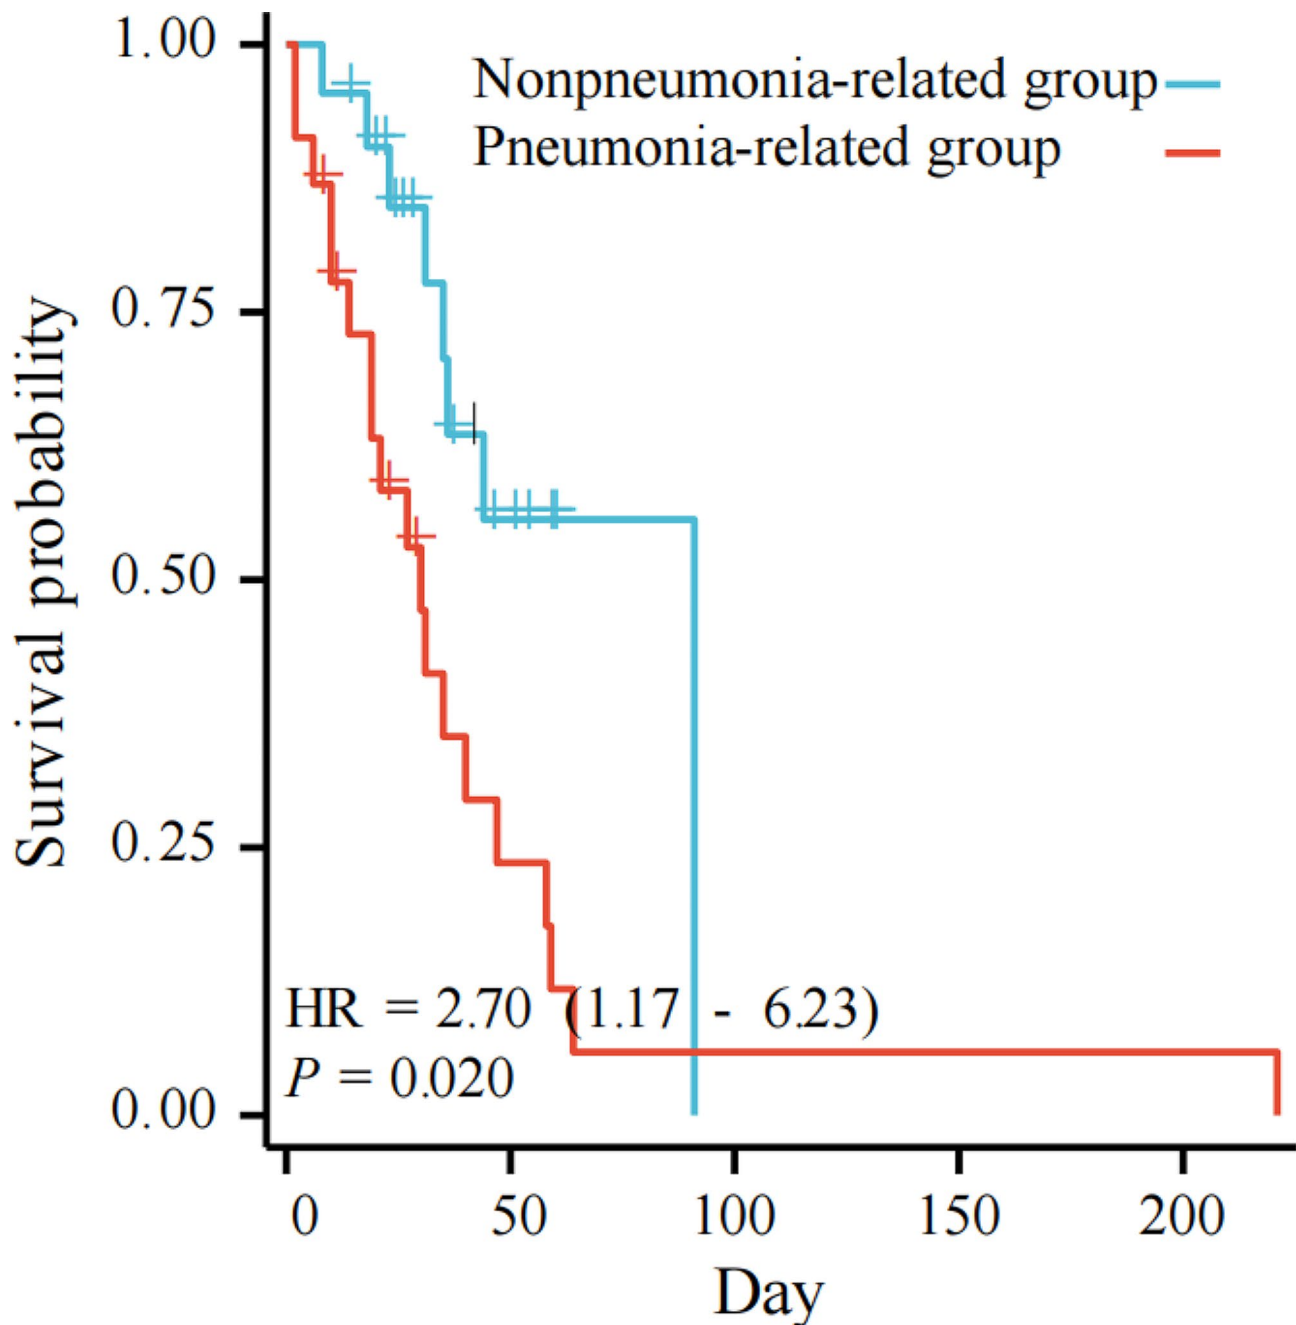 1.00
0.75
0.50
0.25
0.00
Survival probability
Nonpneumonia-related group
Pneumonia-related group
HR = 2.70 (1.17 - 6.23)
P = 0.020
0 50 100 150 200
Day